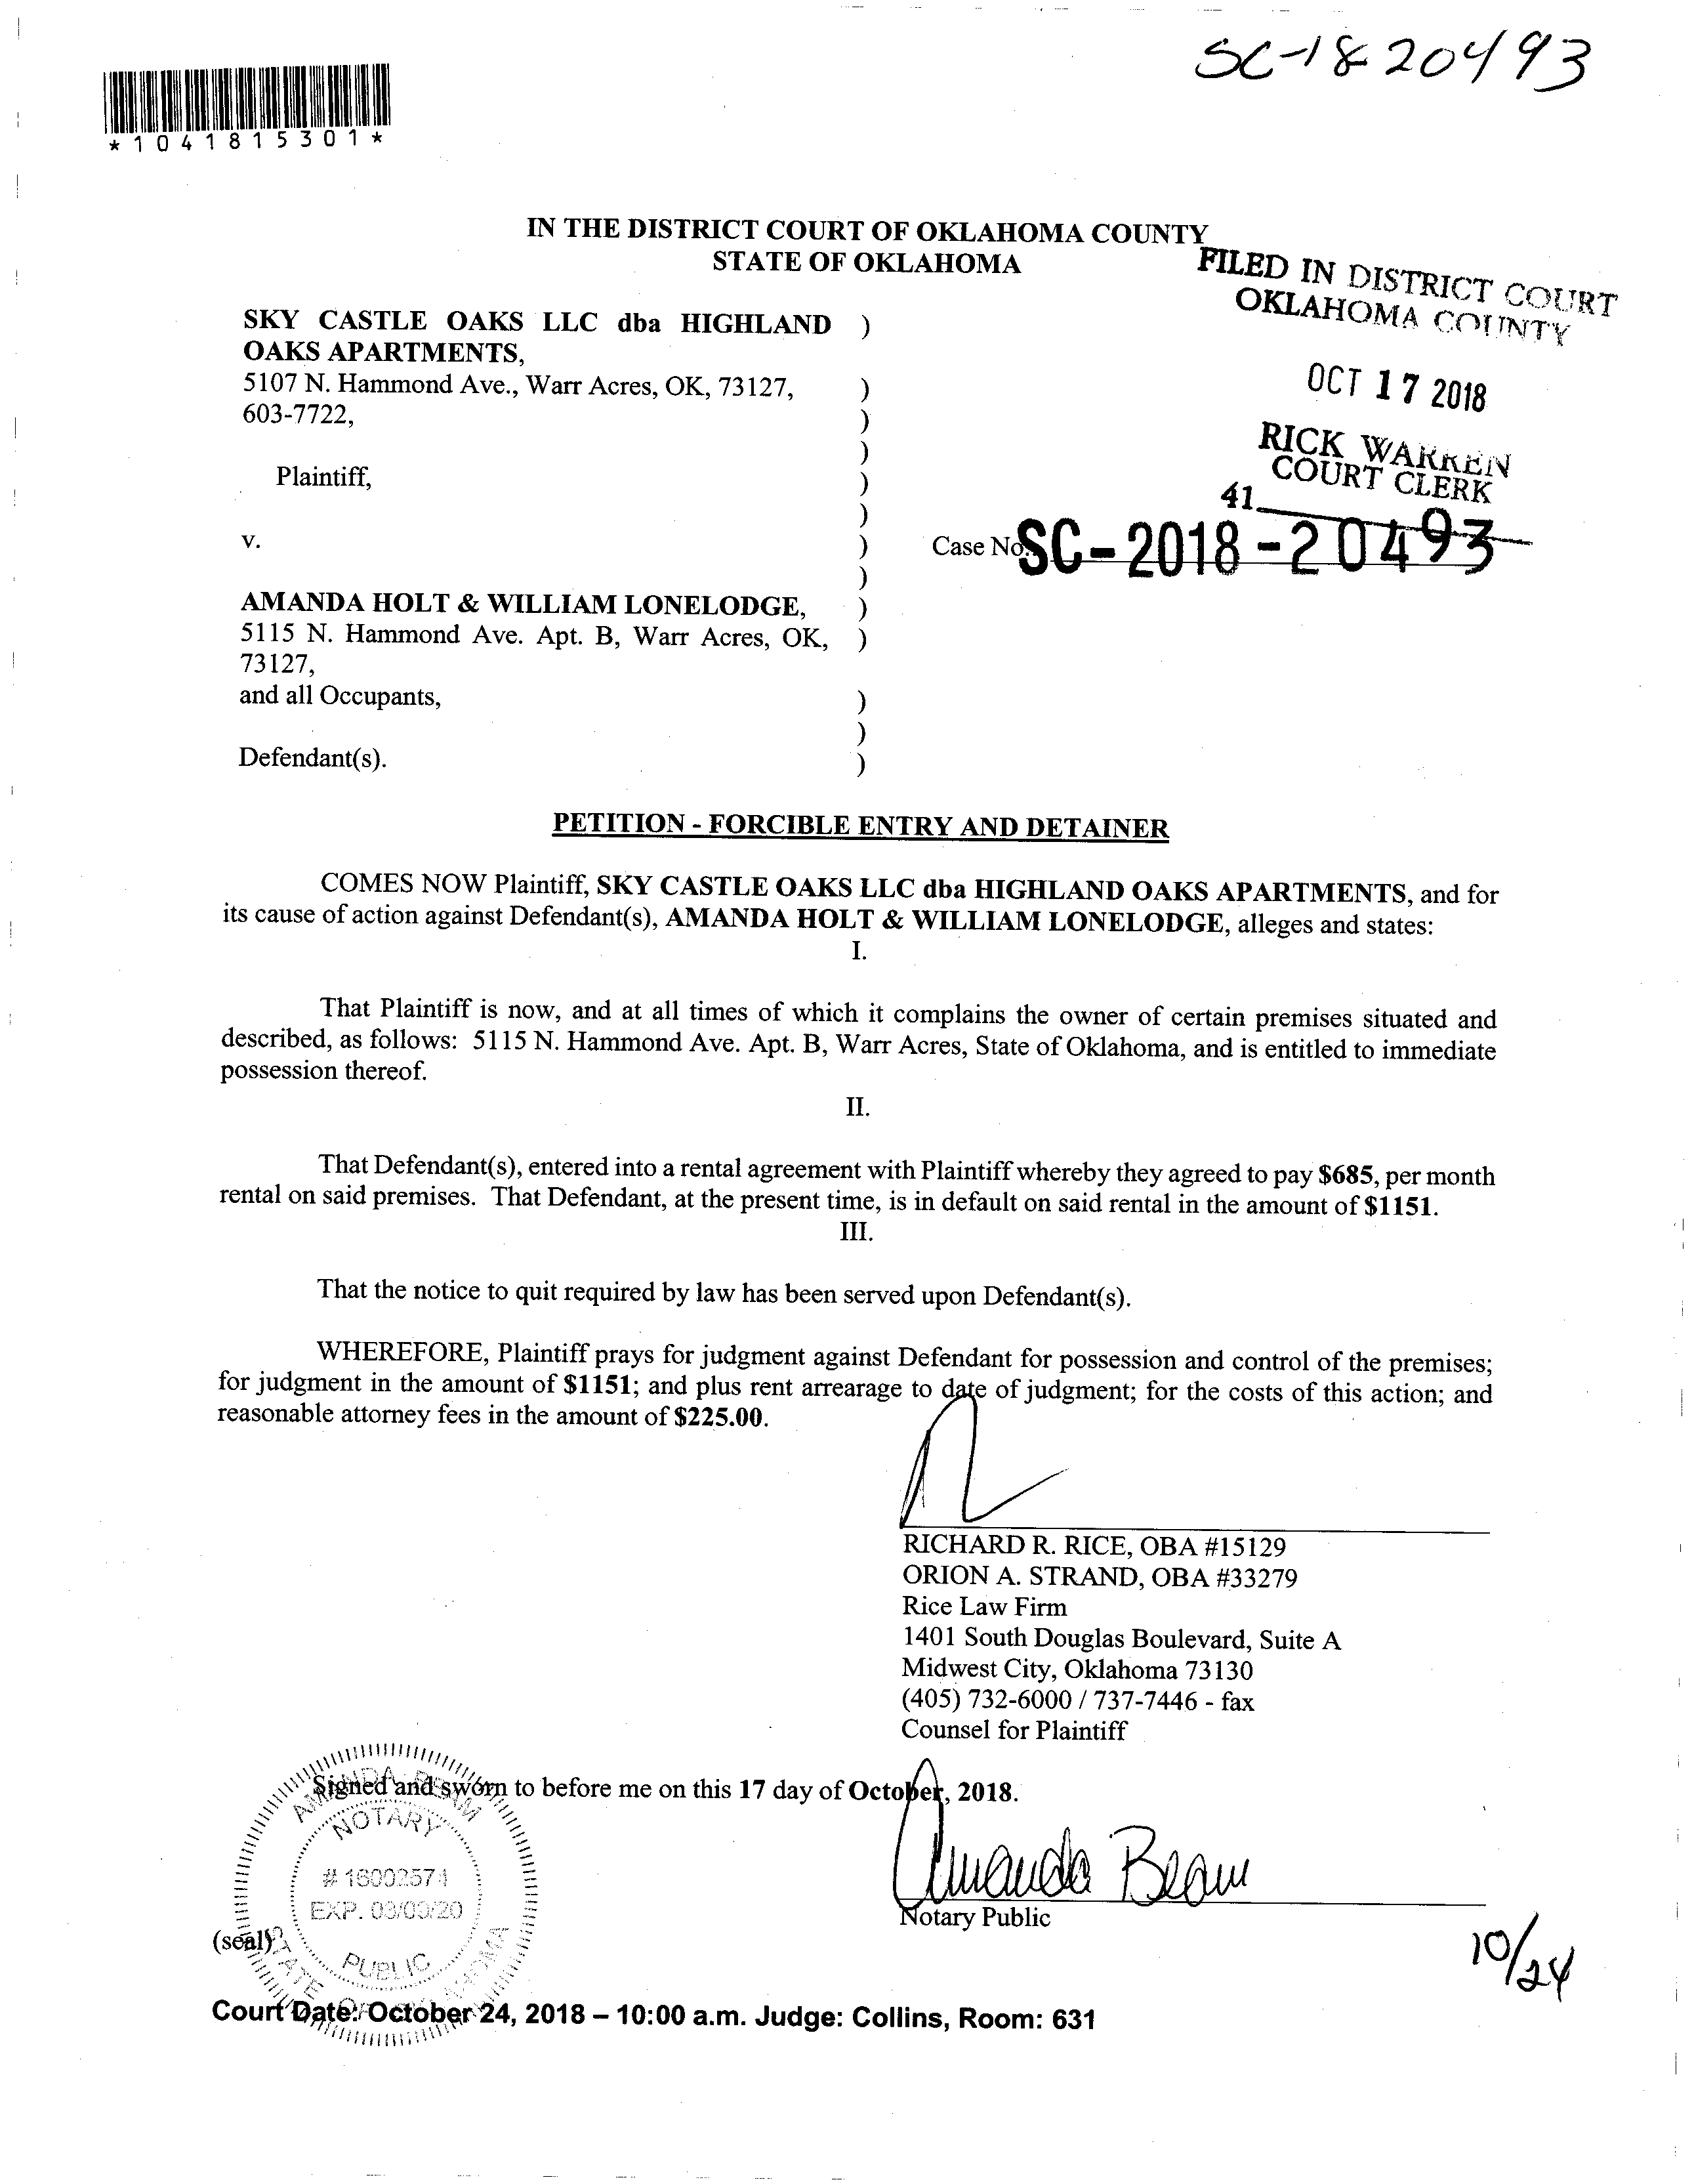 SC-18-20493
*1041815301*
IN THE DISTRICT COURT OF OKLAHOMA COUNTY
STATE OF OKLAHOMA
FILED IN DISTRICT COURT
OKLAHOMA COUNTY
OCT 17 2018
RICK WARREN
COURT CLERK
41
SKY CASTLE OAKS LLC dba HIGHLAND )
OAKS APARTMENTS,
5107 N. Hammond Ave., Warr Acres, OK, 73127, )
603-7722, )
)
Plaintiff, )
)
v. )
Case No. SC-2018-20493
)
AMANDA HOLT & WILLIAM LONELODGE, )
5115 N. Hammond Ave. Apt. B, Warr Acres, OK, )
73127,
and all Occupants, )
)
Defendant(s). )
PETITION - FORCIBLE ENTRY AND DETAINER
COMES NOW Plaintiff, SKY CASTLE OAKS LLC dba HIGHLAND OAKS APARTMENTS, and for
its cause of action against Defendant(s), AMANDA HOLT & WILLIAM LONELODGE, alleges and states:
I.
That Plaintiff is now, and at all times of which it complains the owner of certain premises situated and
described, as follows: 5115 N. Hammond Ave. Apt. B, Warr Acres, State of Oklahoma, and is entitled to immediate
possession thereof.
II.
That Defendant(s), entered into a rental agreement with Plaintiff whereby they agreed to pay $685, per month
rental on said premises. That Defendant, at the present time, is in default on said rental in the amount of $1151.
III.
That the notice to quit required by law has been served upon Defendant(s).
WHEREFORE, Plaintiff prays for judgment against Defendant for possession and control of the premises;
for judgment in the amount of $1151; and plus rent arrearage to date of judgment; for the costs of this action; and
reasonable attorney fees in the amount of $225.00.
RICHARD R. RICE, OBA #15129
ORION A. STRAND, OBA #33279
Rice Law Firm
1401 South Douglas Boulevard, Suite A
Midwest City, Oklahoma 73130
(405) 732-6000 / 737-7446 - fax
Counsel for Plaintiff
Signed and sworn to before me on this 17 day of October, 2018.
AMANDA BEAM
NOTARY
# 16002574
EXP.
PUBLIC
STATE OF OKLAHOMA
Amanda Beam
Notary Public
(seal)
10/24
Court Date: October 24, 2018 – 10:00 a.m. Judge: Collins, Room: 631